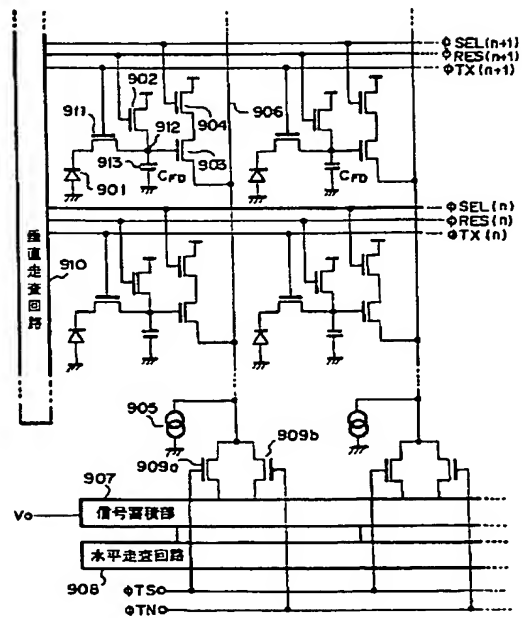 φSEL(n+1)
φRES(n+1)
φTX(n+1)
902
911
906
904
912
913
903
CFD
CFD
901
φSEL(n)
φRES(n)
φTX(n)
垂直走査回路
910
905
909b
909a
907
信号蓄積部
Vo
水平走査回路
908
φTS
φTN